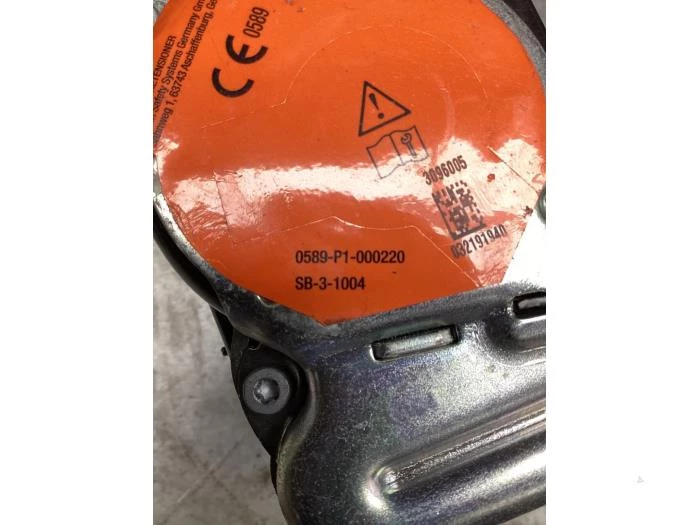 LTENSIONER
Safety Systems Germany Gm
weg 1, 63743 Aschaffenburg, Ge
CE 0589
3096005
032191940
0589-P1-000220
SB-3-1004